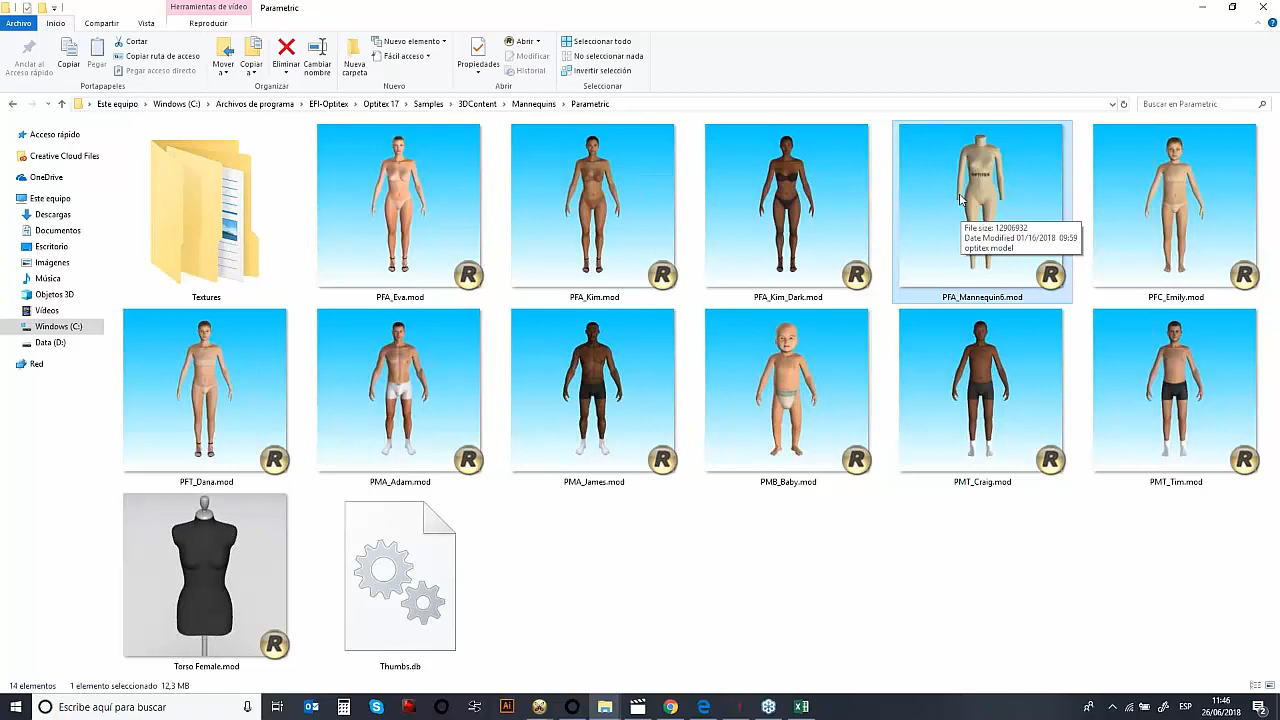 Herramientas de vídeo
Parametric
Archivo
Inicio
Compartir
Vista
Reproducir
Anclar al
Acceso rápido
Copiar
Pegar
Cortar
Copiar ruta de acceso
Pegar acceso directo
Portapapeles
Mover
a
Copiar
a
Eliminar
Cambiar
nombre
Organizar
Nueva
carpeta
Nuevo elemento
Fácil acceso
Nuevo
Propiedades
Abrir
Modificar
Historial
Abrir
Seleccionar todo
No seleccionar nada
Invertir selección
Seleccionar
Este equipo > Windows (C:) > Archivos de programa > EFI-Optitex > Optitex 17 > Samples > 3DContent > Mannequins > Parametric
Buscar en Parametric
Acceso rápido
Creative Cloud Files
OneDrive
Este equipo
Descargas
Documentos
Escritorio
Imágenes
Música
Objetos 3D
Vídeos
Windows (C:)
Data (D:)
Red
Textures
PFA_Eva.mod
PFA_Kim.mod
PFA_Kim_Dark.mod
OPTITEX
File size: 12906932
Date Modified 01/16/2018 09:59
optitex model
PFA_Mannequin6.mod
PFC_Emily.mod
PFT_Dana.mod
PMA_Adam.mod
PMA_James.mod
PMB_Baby.mod
PMT_Craig.mod
PMT_Tim.mod
Torso Female.mod
Thumbs.db
R
R
R
R
R
R
R
R
R
R
R
R
14 elementos
1 elemento seleccionado 12,3 MB
Escribe aquí para buscar
Ai
ESP
11:46
26/06/2018
2